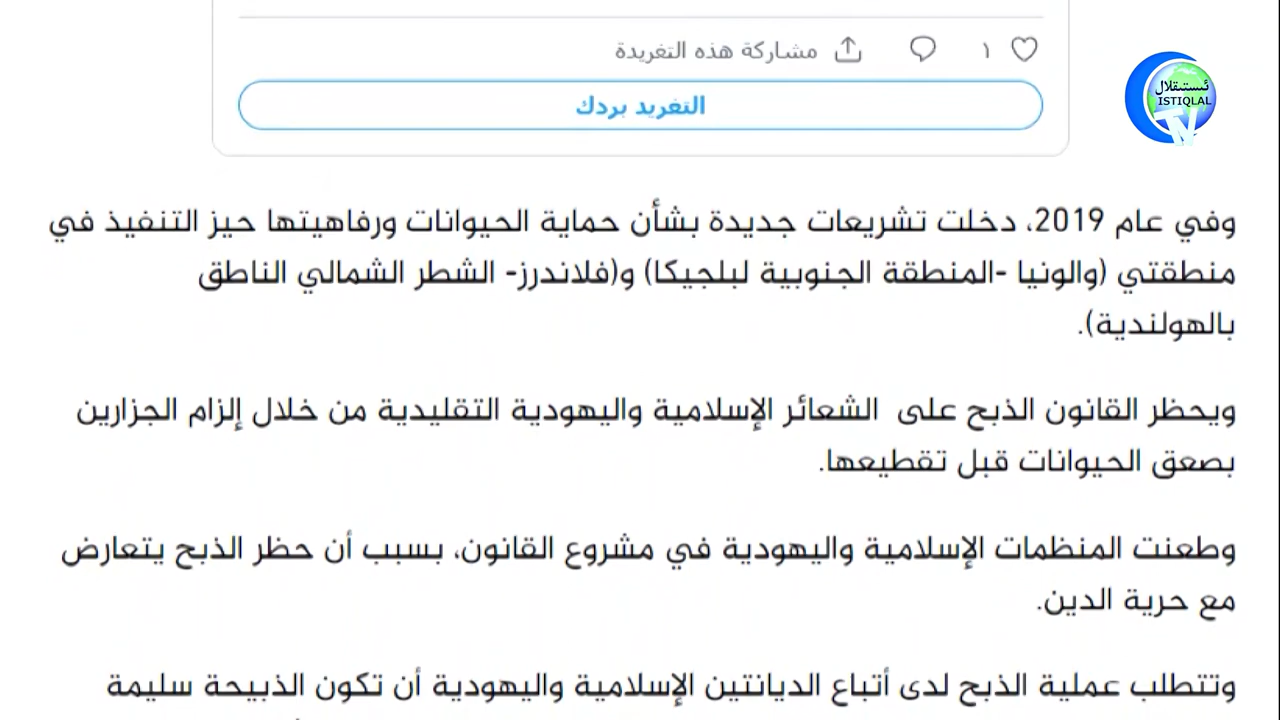 ١ مشاركة هذه التغريدة
التغريد بردك
ئىستىقلال
ISTIQLAL
TV
وفي عام 2019، دخلت تشريعات جديدة بشأن حماية الحيوانات ورفاهيتها حيز التنفيذ في
منطقتي (والونيا -المنطقة الجنوبية لبلجيكا) و(فلاندرز- الشطر الشمالي الناطق
بالهولندية).
ويحظر القانون الذبح على الشعائر الإسلامية واليهودية التقليدية من خلال إلزام الجزارين
بصعق الحيوانات قبل تقطيعها.
وطعنت المنظمات الإسلامية واليهودية في مشروع القانون، بسبب أن حظر الذبح يتعارض
مع حرية الدين.
وتتطلب عملية الذبح لدى أتباع الديانتين الإسلامية واليهودية أن تكون الذبيحة سليمة